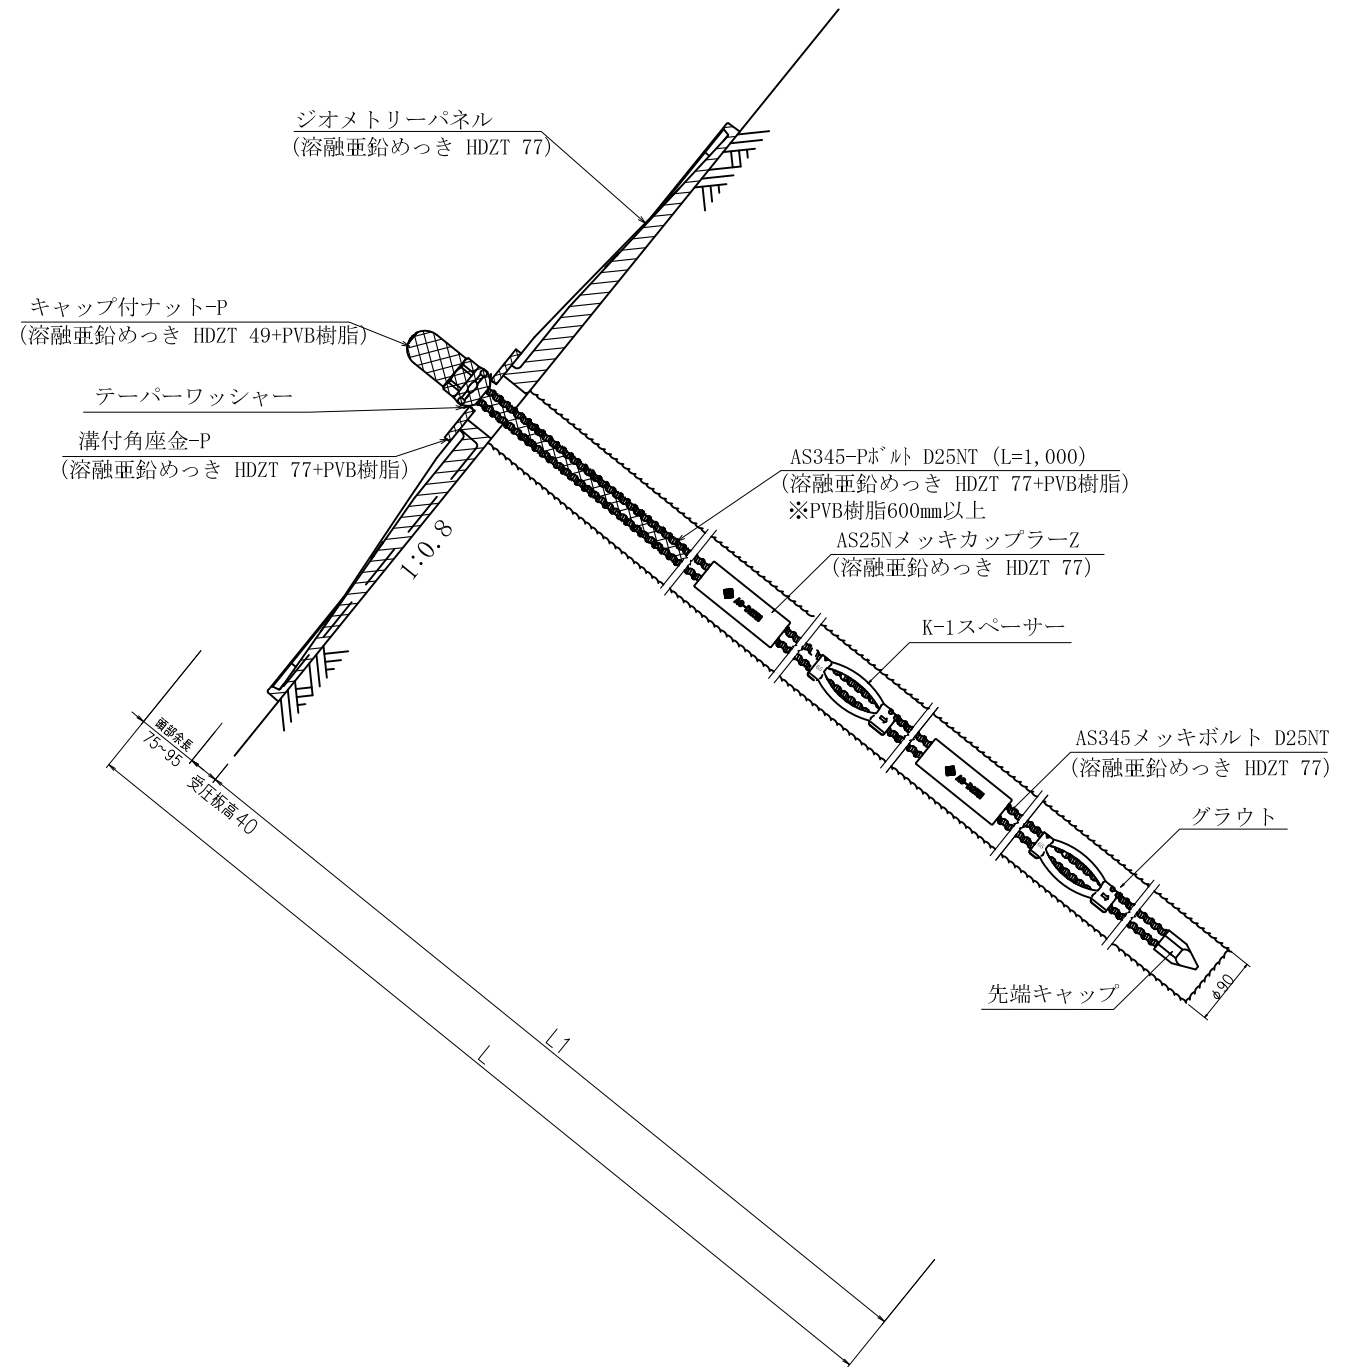 ジオメトリーパネル
(溶融亜鉛めっき HDZT 77)
キャップ付ナット-P
(溶融亜鉛めっき HDZT 49+PVB樹脂)
テーパーワッシャー
溝付角座金-P
(溶融亜鉛めっき HDZT 77+PVB樹脂)
1:0.8
AS345-Pボルト D25NT (L=1,000)
(溶融亜鉛めっき HDZT 77+PVB樹脂)
※PVB樹脂600mm以上
AS25NメッキカップラーZ
(溶融亜鉛めっき HDZT 77)
K-1スペーサー
AS345メッキボルト D25NT
(溶融亜鉛めっき HDZT 77)
グラウト
先端キャップ
φ90
頭部余長
75~95
受圧板高40
L1
L